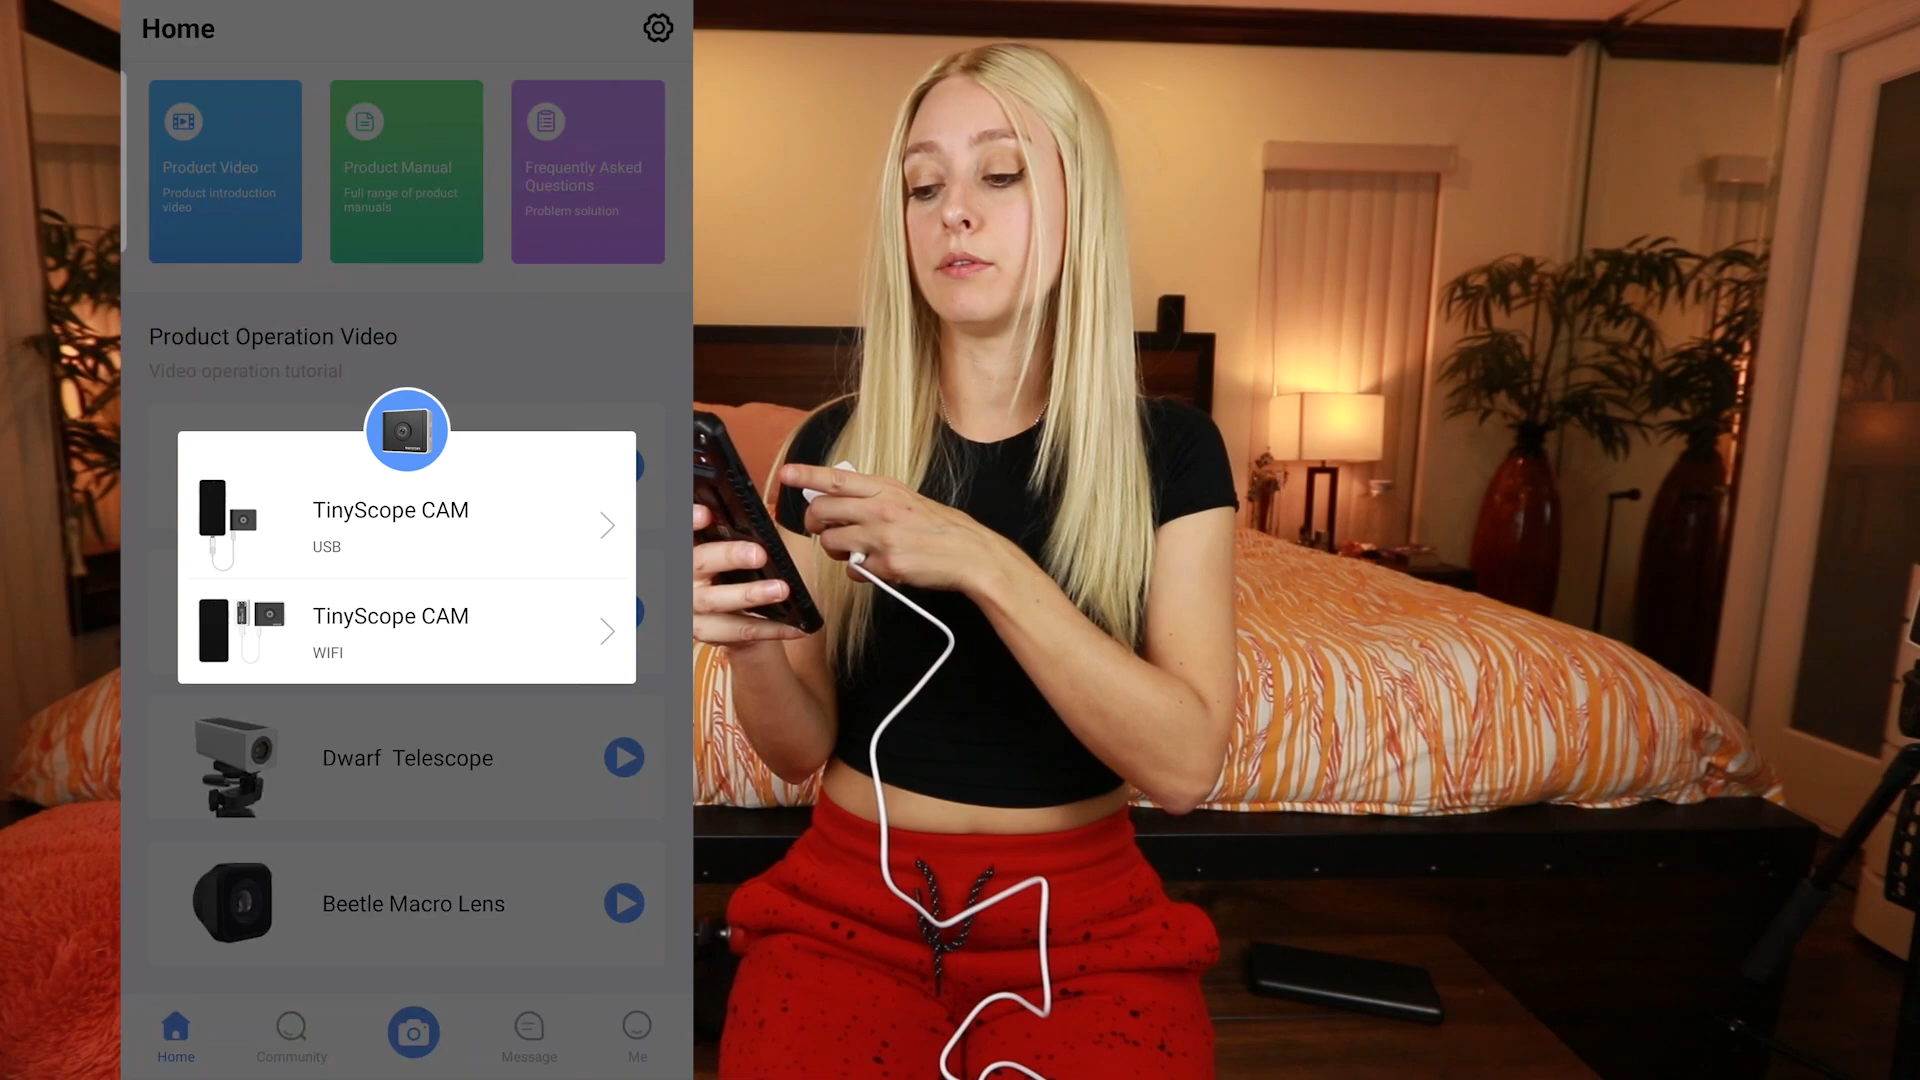 Home
Product Video
Product introduction
video
Product Manual
Full range of product
manuals
Frequently Asked
Questions
Problem solution
Product Operation Video
Video operation tutorial
TinyScope CAM
USB
TinyScope CAM
WIFI
Dwarf Telescope
Beetle Macro Lens
Home
Community
Message
Me